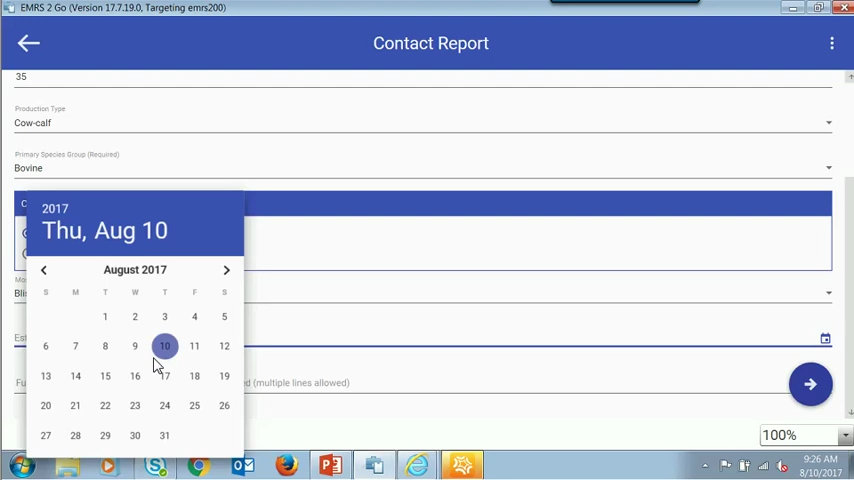 EMRS 2 Go (Version 17.7.19.0, Targeting emrs200)
Contact Report
35
Production Type
Cow-calf
Primary Species Group (Required)
Bovine
2017
Thu, Aug 10
August 2017
S M T W T F S
1 2 3 4 5
6 7 8 9 10 11 12
13 14 15 16 17 18 19
20 21 22 23 24 25 26
27 28 29 30 31
(multiple lines allowed)
100%
9:26 AM
8/10/2017